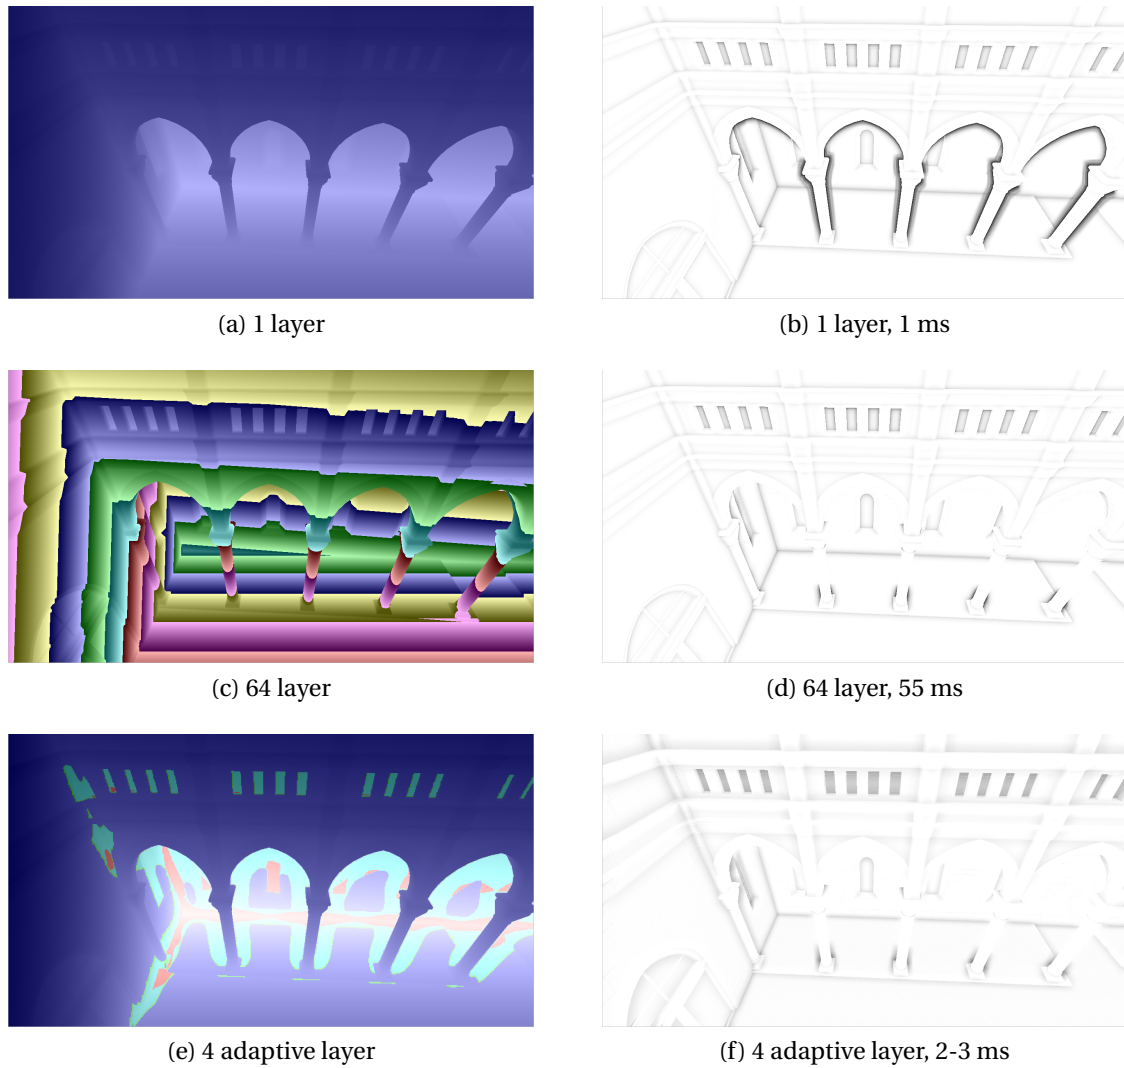 (a) 1 layer
(b) 1 layer, 1 ms
(c) 64 layer
(d) 64 layer, 55 ms
(e) 4 adaptive layer
(f) 4 adaptive layer, 2-3 ms